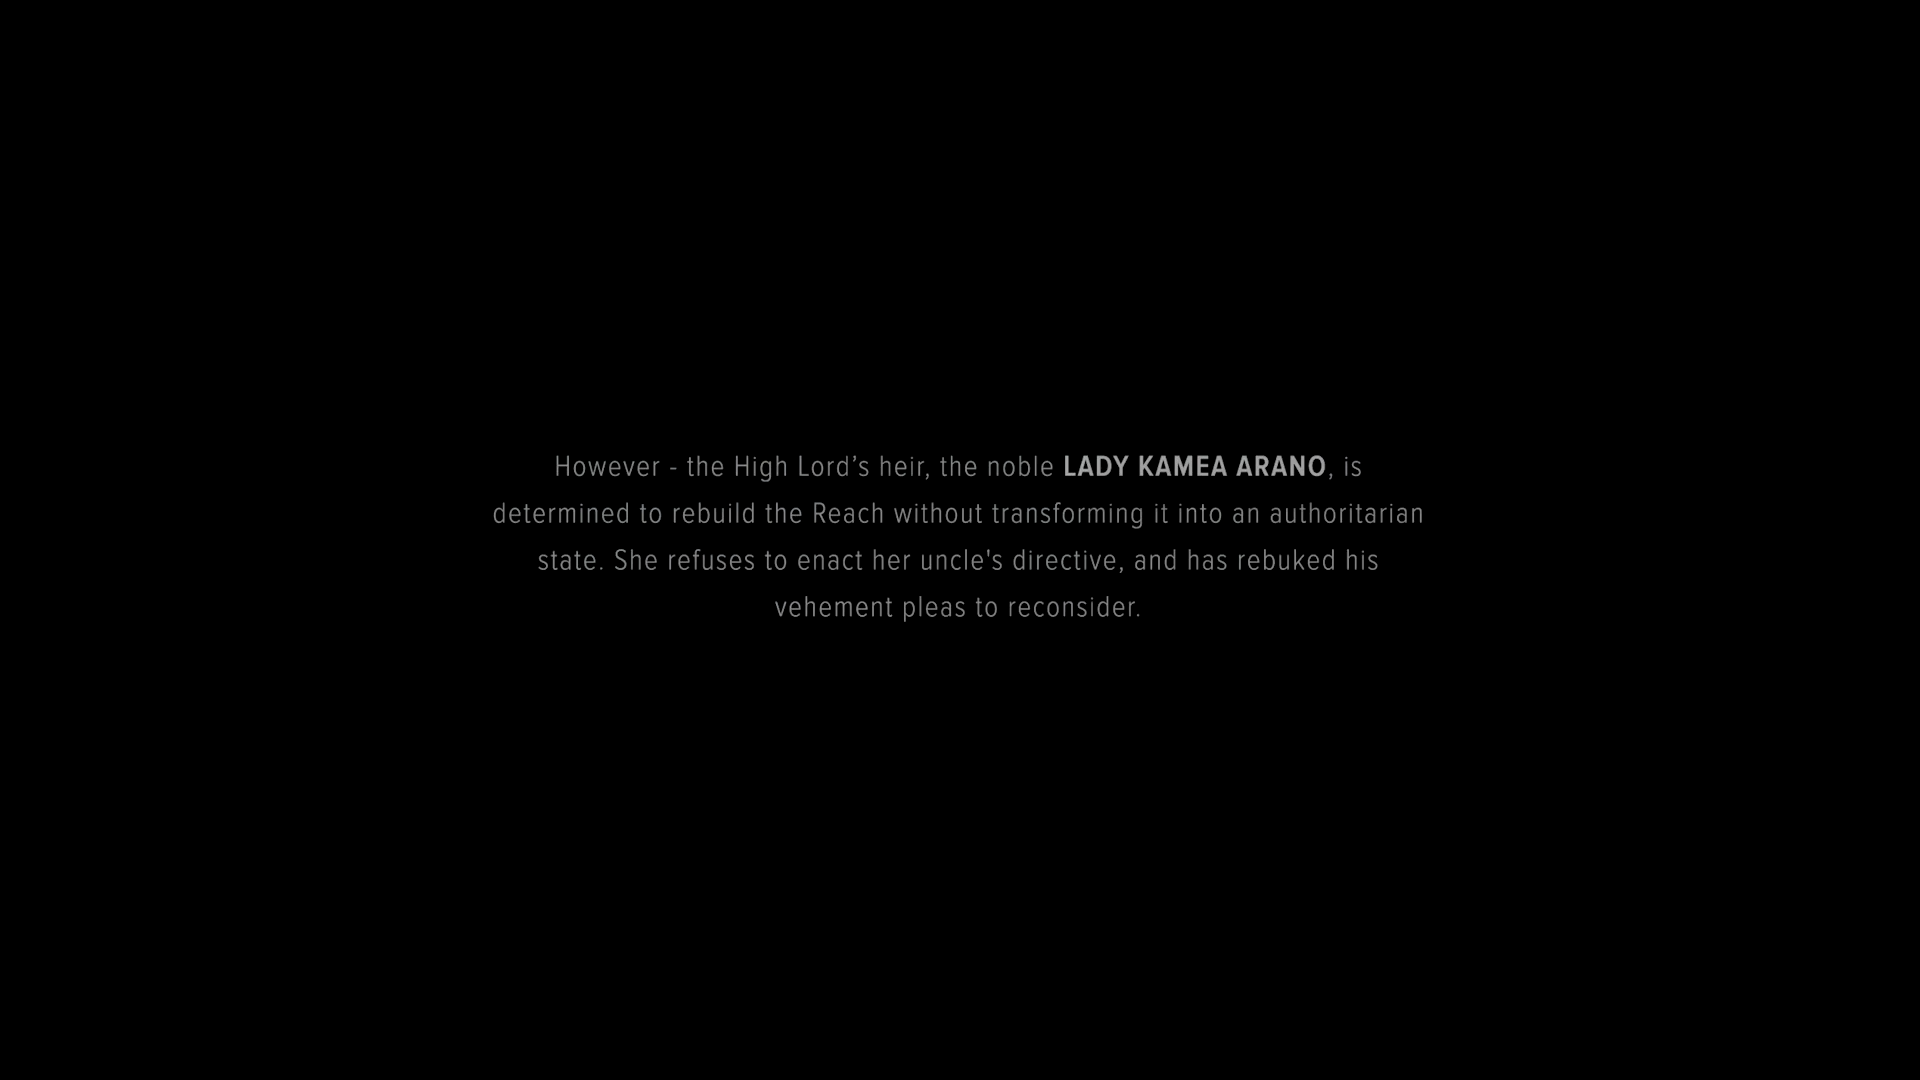 However - the High Lord’s heir, the noble LADY KAMEA ARANO, is
determined to rebuild the Reach without transforming it into an authoritarian
state. She refuses to enact her uncle's directive, and has rebuked his
vehement pleas to reconsider.